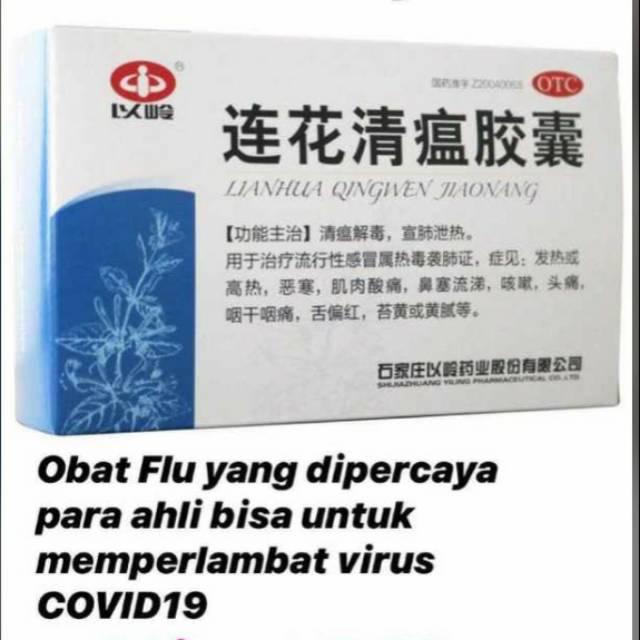 以岭®
国药准字 Z20040063 OTC
连花清瘟胶囊
LIANHUA QINGWEN JIAONANG
【功能主治】清瘟解毒，宣肺泄热。
用于治疗流行性感冒属热毒袭肺证，症见：发热或
高热，恶寒，肌肉酸痛，鼻塞流涕，咳嗽，头痛，
咽干咽痛，舌偏红，苔黄或黄腻等。
石家庄以岭药业股份有限公司
SHIJIAZHUANG YILING PHARMACEUTICAL CO.,LTD.
Obat Flu yang dipercaya
para ahli bisa untuk
memperlambat virus
COVID19